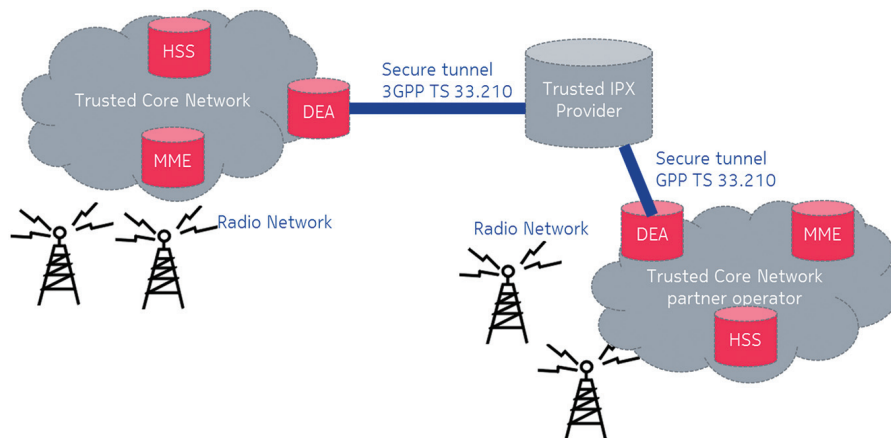 HSS
Trusted Core Network
DEA
MME
Secure tunnel
3GPP TS 33.210
Trusted IPX
Provider
Secure tunnel
GPP TS 33.210
Radio Network
Radio Network
DEA
MME
Trusted Core Network
partner operator
HSS